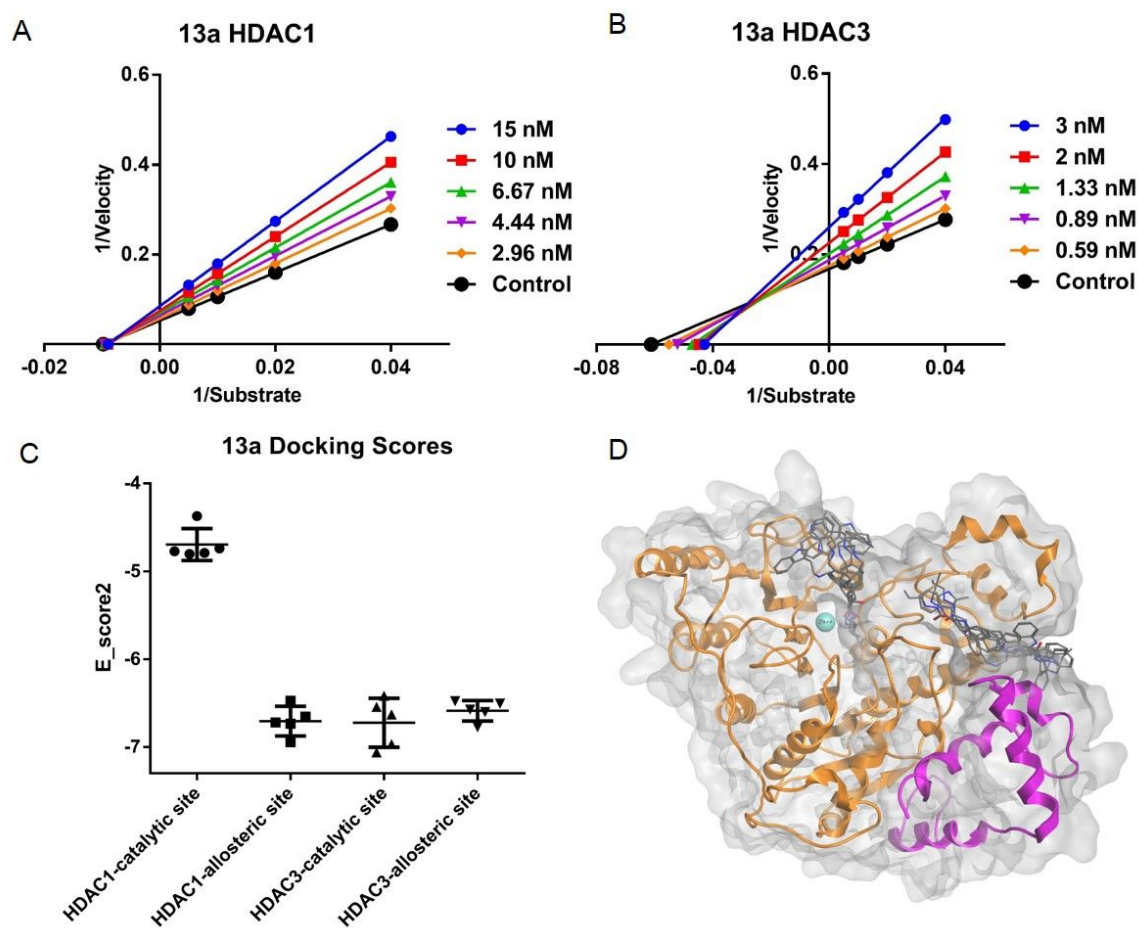 A
13a HDAC1
1/Velocity
0.6
0.4
0.2
-0.02
0.00
0.02
0.04
1/Substrate
15 nM
10 nM
6.67 nM
4.44 nM
2.96 nM
Control
B
13a HDAC3
1/Velocity
0.6
0.4
0.2
-0.08
-0.04
0.00
0.04
1/Substrate
3 nM
2 nM
1.33 nM
0.89 nM
0.59 nM
Control
C
13a Docking Scores
E_score2
-4
-5
-6
-7
HDAC1-catalytic site
HDAC1-allosteric site
HDAC3-catalytic site
HDAC3-allosteric site
D
Zn++